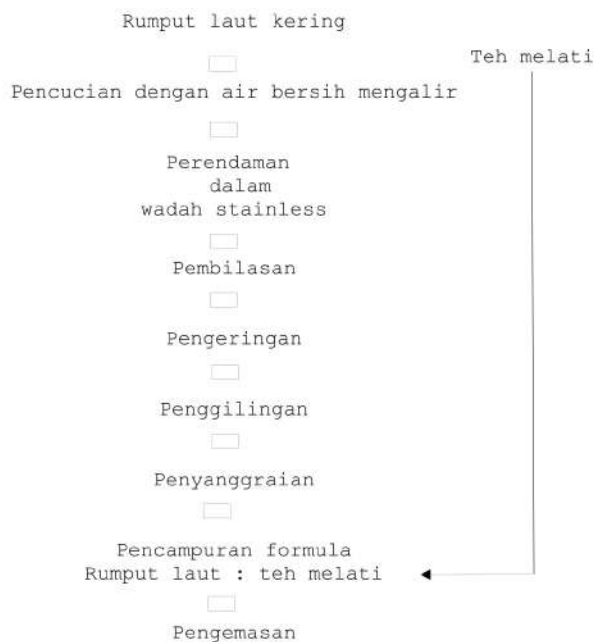 Rumput laut kering
Teh melati
Pencucian dengan air bersih mengalir
Perendaman
dalam
wadah stainless
Pembilasan
Pengeringan
Penggilingan
Penyanggraian
Pencampuran formula
Rumput laut : teh melati
Pengemasan